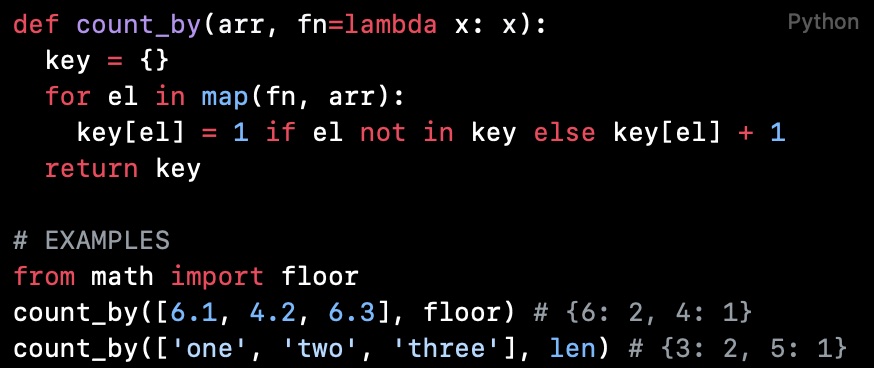 Python
def count_by(arr, fn=lambda x: x):
  key = {}
  for el in map(fn, arr):
    key[el] = 1 if el not in key else key[el] + 1
  return key

# EXAMPLES
from math import floor
count_by([6.1, 4.2, 6.3], floor) # {6: 2, 4: 1}
count_by(['one', 'two', 'three'], len) # {3: 2, 5: 1}